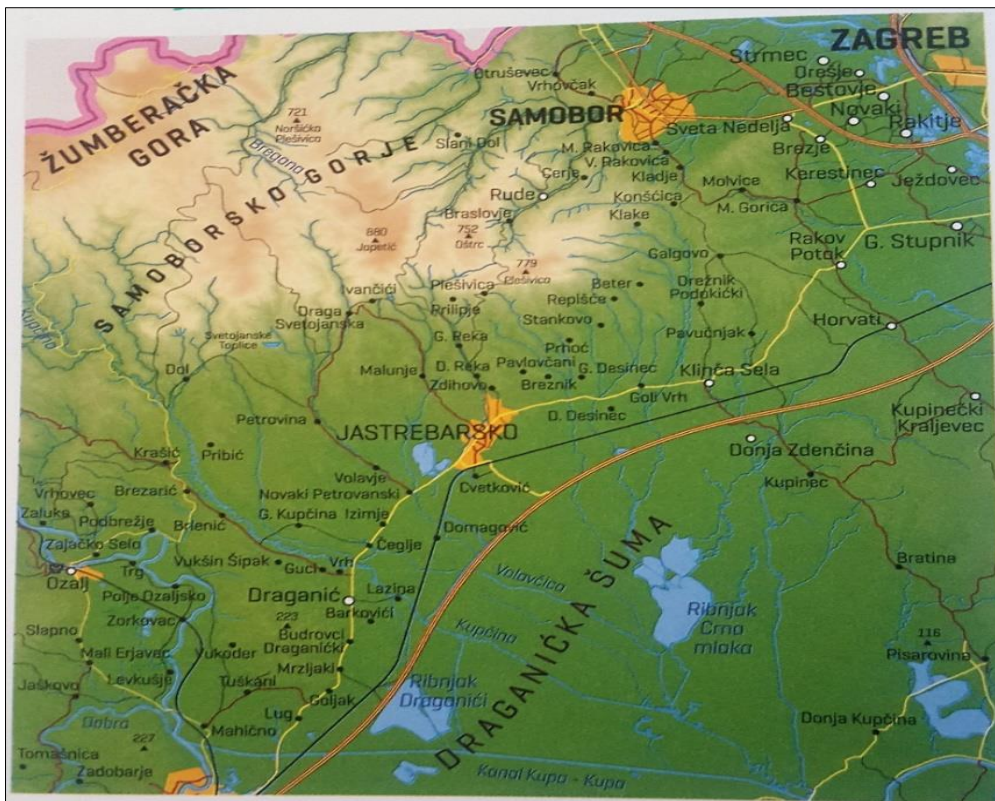 ZAGREB
Strmec
Orešje
Bestovje
Novaki
Rakitje
Otruševec
Vrhovčak
SAMOBOR
Sveta Nedelja
Brezje
Kerestinec
Ježdovec
ŽUMBERAČKA
GORA
721
Noršićka
Plešivica
Bregana
Slani Dol
M. Rakovica
V. Rakovica
Kladje
Cerje
Rude
Molvice
M. Gorica
Konšćica
Klake
Braslovje
752
Oštrc
880
Japetić
779
Plešivica
SAMOBORSKO GORJE
Rakov
Potok
G. Stupnik
Galgovo
Kupčina
Ivančići
Draga
Svetojanska
Plešivica
Prilipje
Beter
Repišće
Drežnik
Podokićki
Stankovo
Horvati
Svetojanske
Toplice
G. Reka
Prhoć
Pavučnjak
Dol
Malunje
D. Reka
Pavlovčani
G. Desinec
Zdihovo
Breznik
Klinča Sela
Goli Vrh
D. Desinec
Petrovina
JASTREBARSKO
Kupinečki
Kraljevec
Donja Zdenčina
Krašić
Pribić
Volavje
Cvetković
Kupinec
Vrhovec
Brezarić
Novaki Petrovanski
Zaluka
Podbrežje
Brlenić
G. Kupčina
Izimje
Domagović
Zajačko Selo
Čeglje
Bratina
Ozalj
Trg
Vukšin Šipak
Guci
Vrh
Volovčica
Polje Ozaljsko
Draganić
Lazina
Ribnjak
Crna
mlaka
Zorkovac
223
Barkovići
Kupčina
DRAGANIĆKA ŠUMA
Slapno
Budrovci
Draganićki
116
Pisarovina
Mali Erjavec
Vukoder
Mrzljaki
Jaškovo
Levkušje
Tuškani
Goljak
Ribnjak
Draganići
Dobra
Lug
Mahično
Donja Kupčina
227
Tomašnica
Zadobarje
Kanal Kupa - Kupa